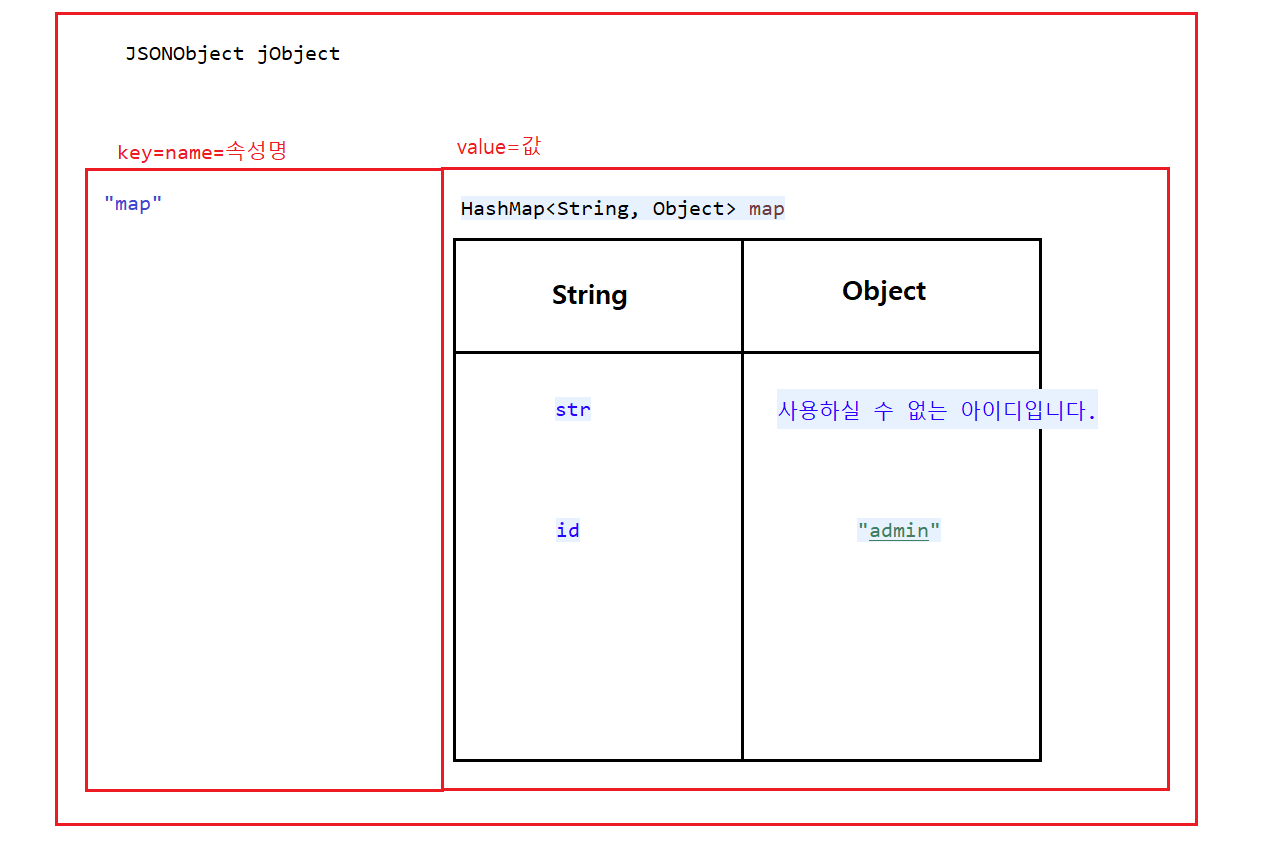 JSONObject jObject
key=name=속성명
value=값
"map"
HashMap<String, Object> map
String
Object
str
사용하실 수 없는 아이디입니다.
id
"admin"